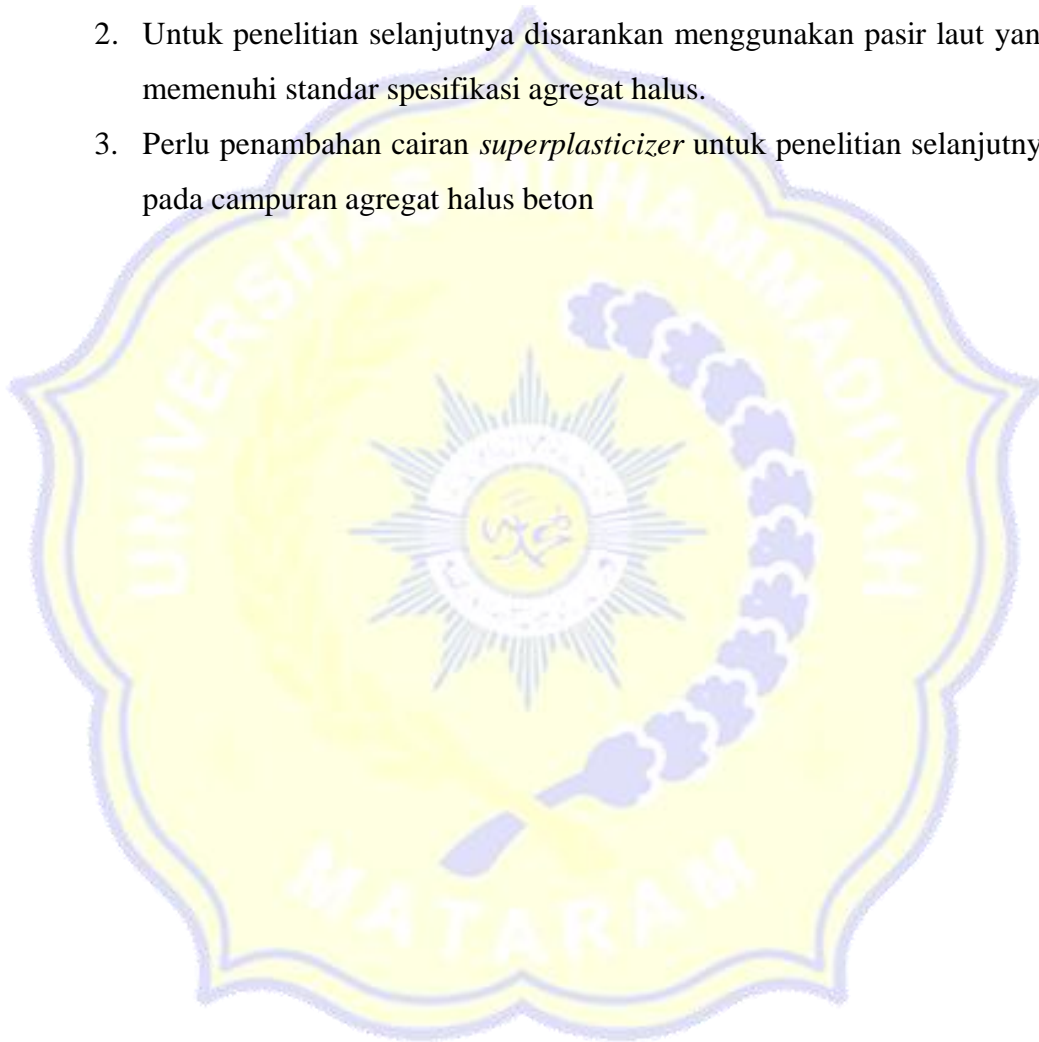 2. Untuk penelitian selanjutnya disarankan menggunakan pasir laut yan
memenuhi standar spesifikasi agregat halus.
3. Perlu penambahan cairan superplasticizer untuk penelitian selanjutny
pada campuran agregat halus beton
UNIVERSITAS MUHAMMADIYAH
MATARAM